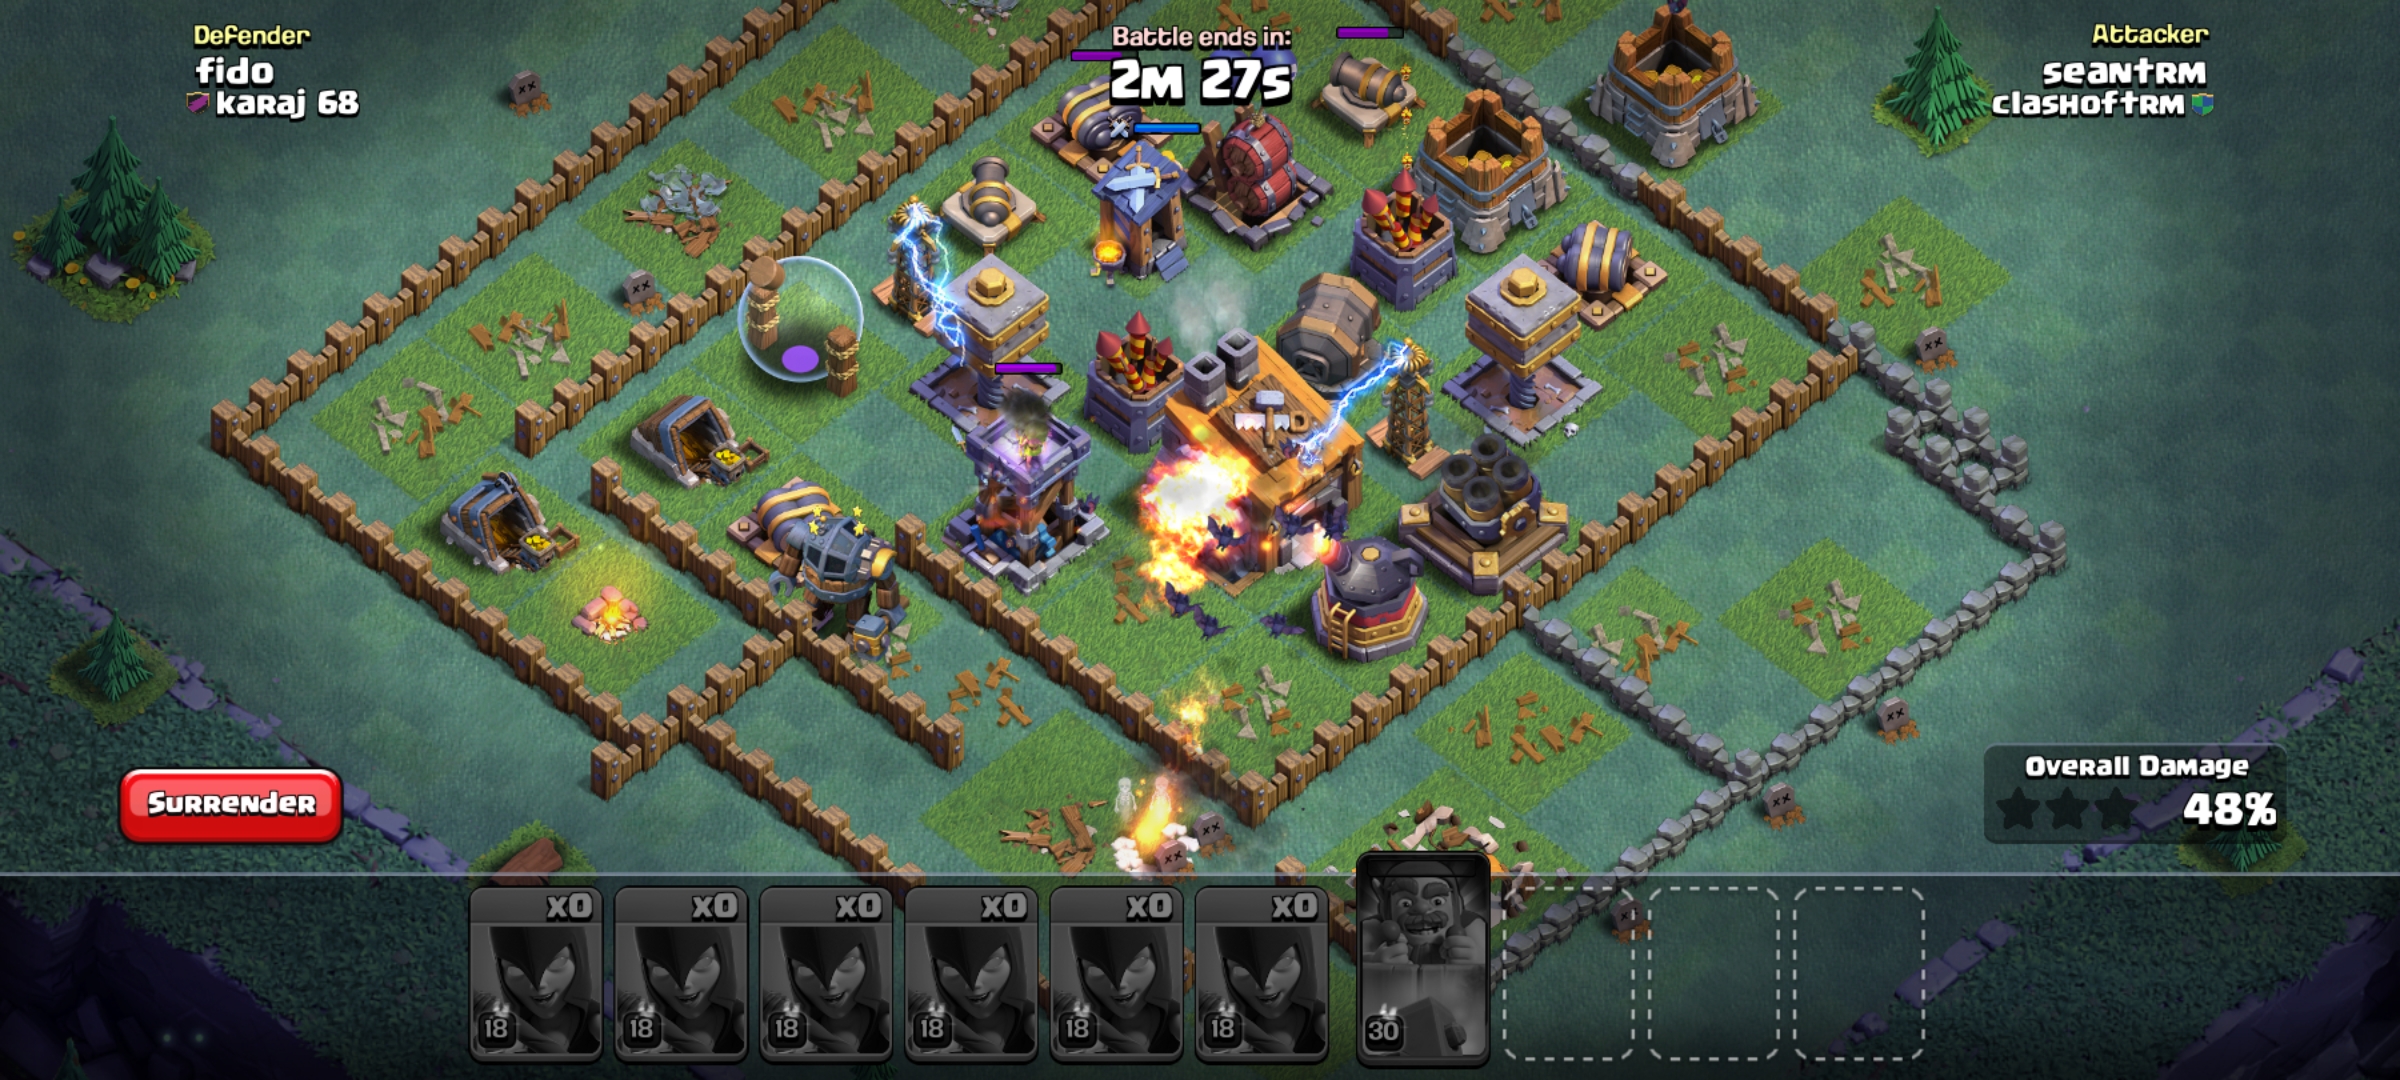 Defender
fido
karaj 68
Battle ends in:
2M 27s
Attacker
seantRM
clashoftRM
Surrender
Overall Damage
48%
x0 x0 x0 x0 x0 x0
18 18 18 18 18 18 30